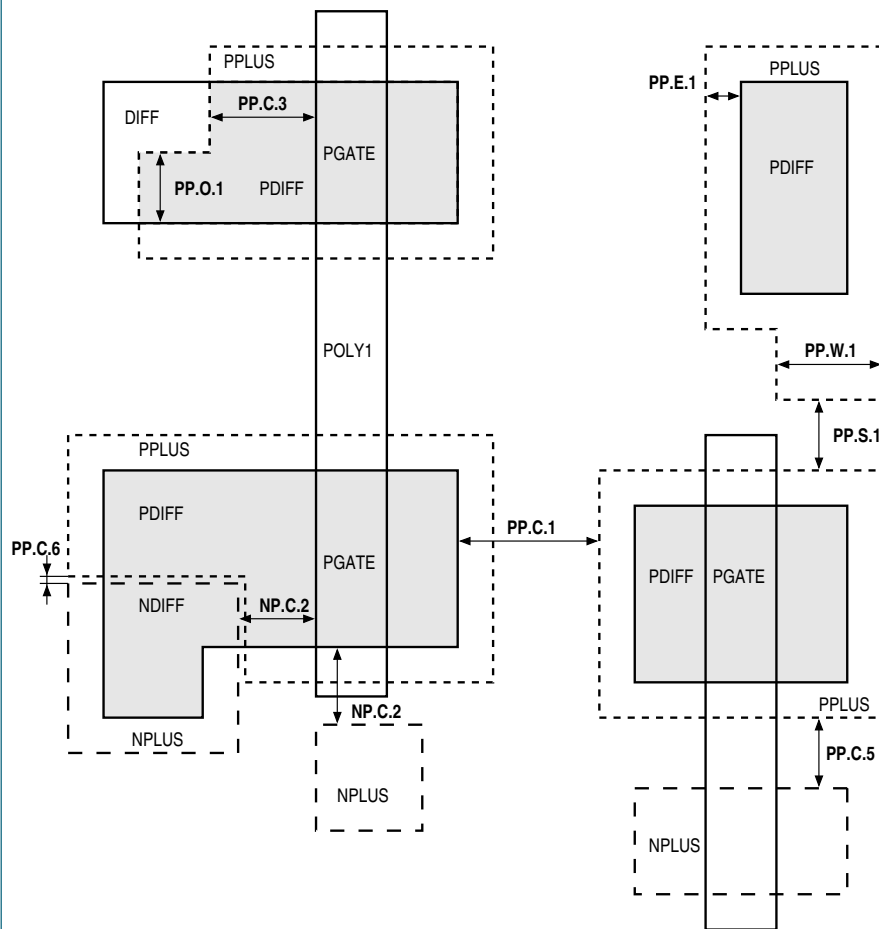 PPLUS
PPLUS
PP.E.1
PP.C.3
DIFF
PGATE
PDIFF
PP.O.1
PDIFF
POLY1
PP.W.1
PPLUS
PP.S.1
PDIFF
PP.C.1
PP.C.6
PGATE
PDIFF
PGATE
NDIFF
NP.C.2
PPLUS
NP.C.2
NPLUS
PP.C.5
NPLUS
NPLUS